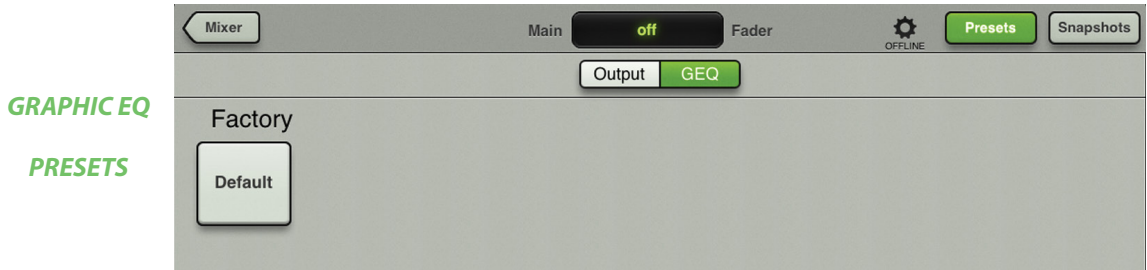 Mixer
Main off Fader
OFFLINE
Presets
Snapshots
Output GEQ
GRAPHIC EQ
PRESETS
Factory
Default